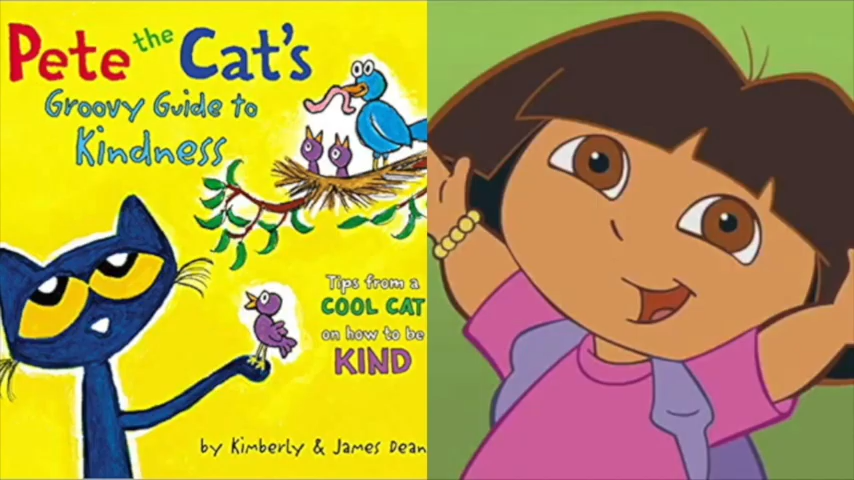 Pete the Cat's
Groovy Guide to
Kindness
Tips from a
COOL CAT
on how to be
KIND
by Kimberly & James Dean